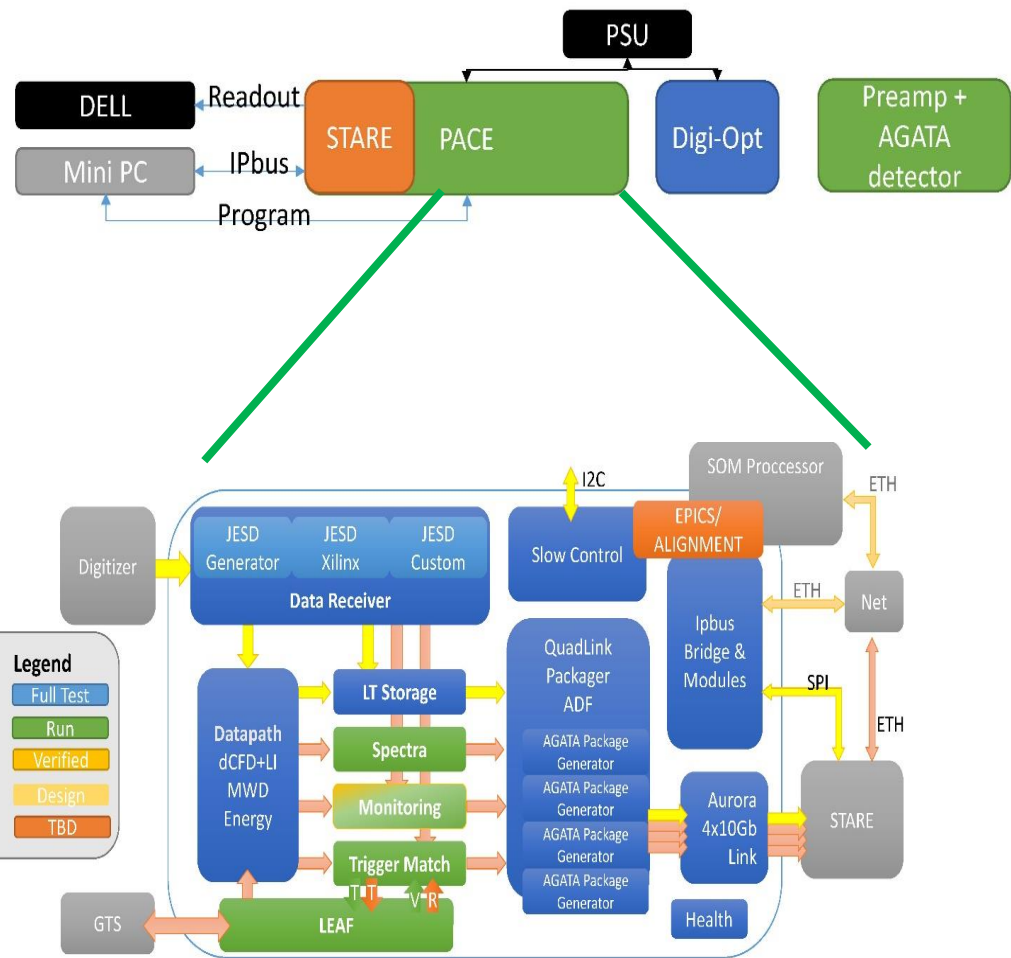 PSU
DELL
Readout
STARE
PACE
Digi-Opt
Preamp +
AGATA
detector
Mini PC
IPbus
Program
SOM Proccessor
I2C
ETH
EPICS/
ALIGNMENT
JESD
Generator
JESD
Xilinx
JESD
Custom
Data Receiver
Digitizer
Slow Control
ETH
Net
Ipbus
Bridge &
Modules
QuadLink
Packager
ADF
Legend
Full Test
Run
Verified
Design
TBD
LT Storage
SPI
ETH
Datapath
dCFD+LI
MWD
Energy
Spectra
Monitoring
Trigger Match
AGATA Package
Generator
AGATA Package
Generator
AGATA Package
Generator
AGATA Package
Generator
Aurora
4x10Gb
Link
STARE
T T V R
LEAF
GTS
Health